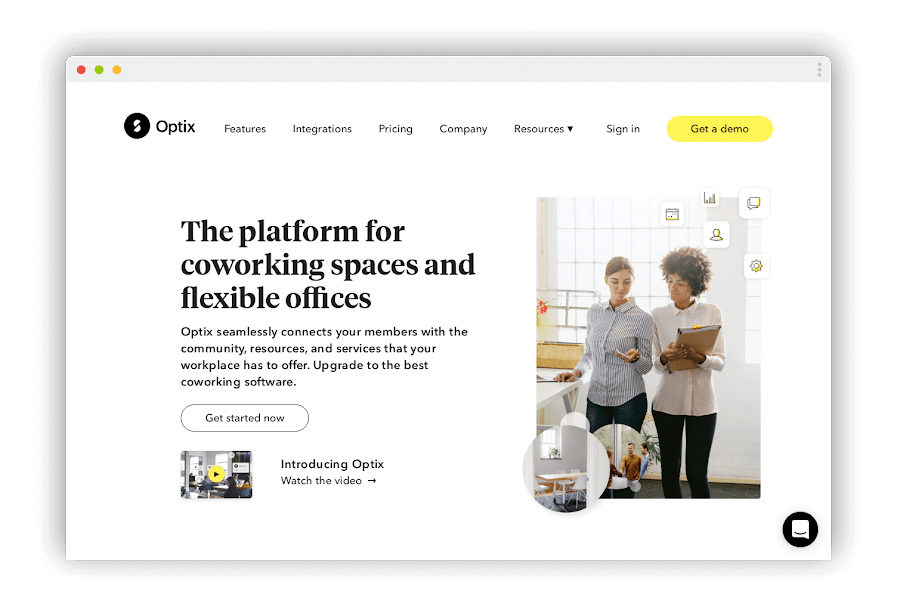 Optix
Features
Integrations
Pricing
Company
Resources ▾
Sign in
Get a demo
The platform for
coworking spaces and
flexible offices
Optix seamlessly connects your members with the
community, resources, and services that your
workplace has to offer. Upgrade to the best
coworking software.
Get started now
Introducing Optix
Watch the video →